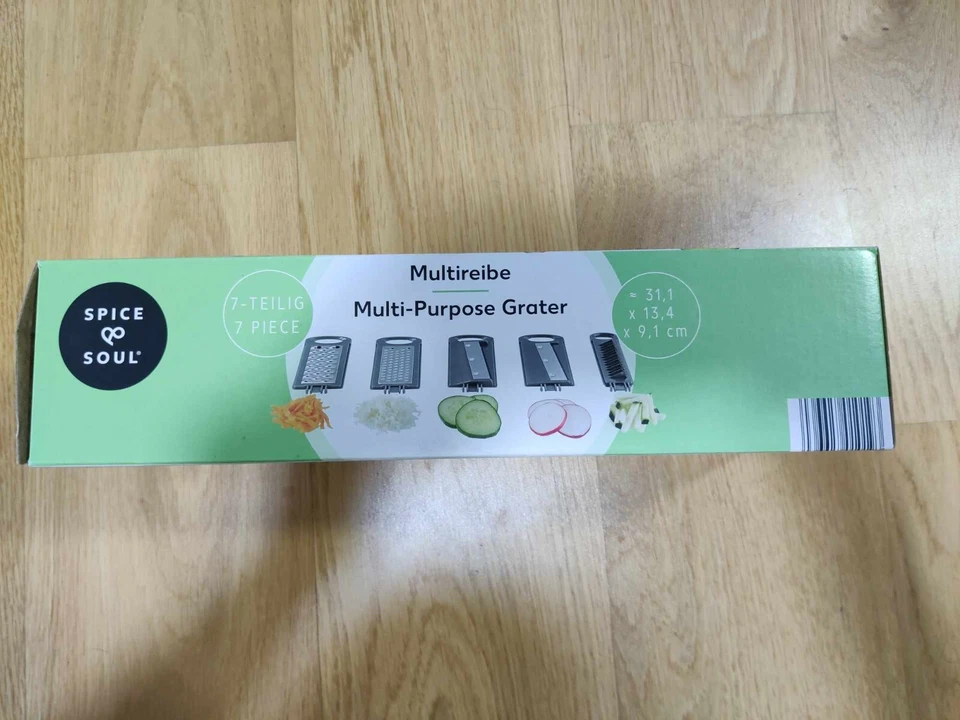 SPICE
&
SOUL®
7-TEILIG
7 PIECE
Multireibe
Multi-Purpose Grater
≈ 31,1
x 13,4
x 9,1 cm